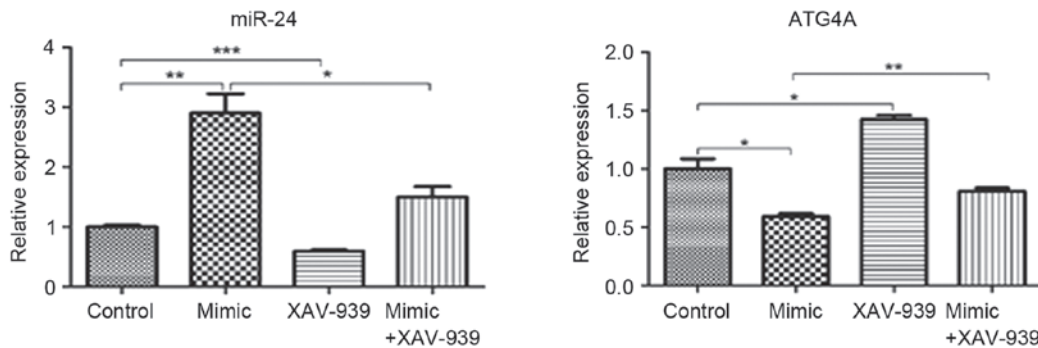 miR-24
Relative expression
4
3
2
1
0
***
**
*
Control Mimic XAV-939 Mimic
+XAV-939
ATG4A
Relative expression
2.0
1.5
1.0
0.5
0.0
**
*
*
Control Mimic XAV-939 Mimic
+XAV-939